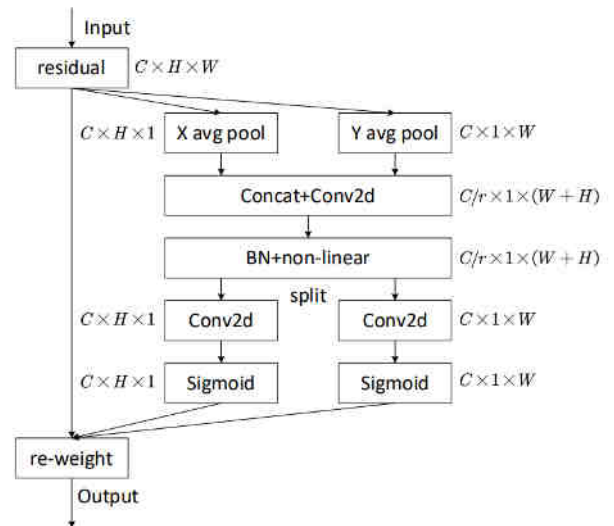 Input
residual C × H × W
C × H × 1 X avg pool Y avg pool C × 1 × W
Concat+Conv2d C/r × 1 × (W + H)
BN+non-linear C/r × 1 × (W + H)
split
C × H × 1 Conv2d Conv2d C × 1 × W
C × H × 1 Sigmoid Sigmoid C × 1 × W
re-weight
Output